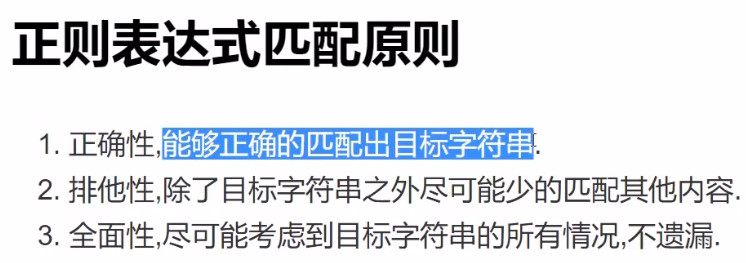 正则表达式匹配原则
1. 正确性,能够正确的匹配出目标字符串.
2. 排他性,除了目标字符串之外尽可能少的匹配其他内容.
3. 全面性,尽可能考虑到目标字符串的所有情况,不遗漏.